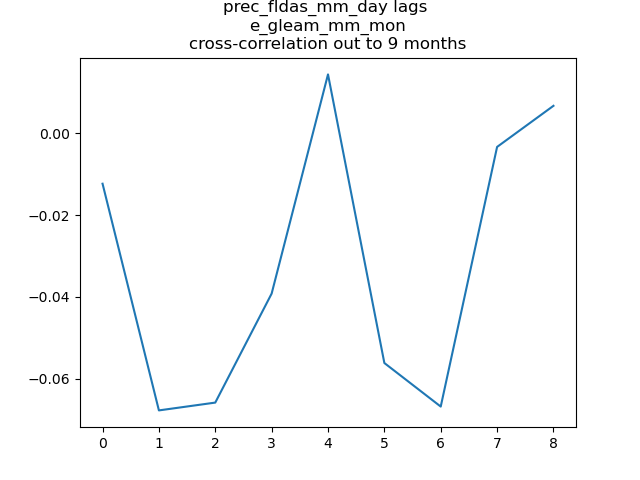 prec_fldas_mm_day lags
e_gleam_mm_mon
cross-correlation out to 9 months
0.00
−0.02
−0.04
−0.06
0 1 2 3 4 5 6 7 8